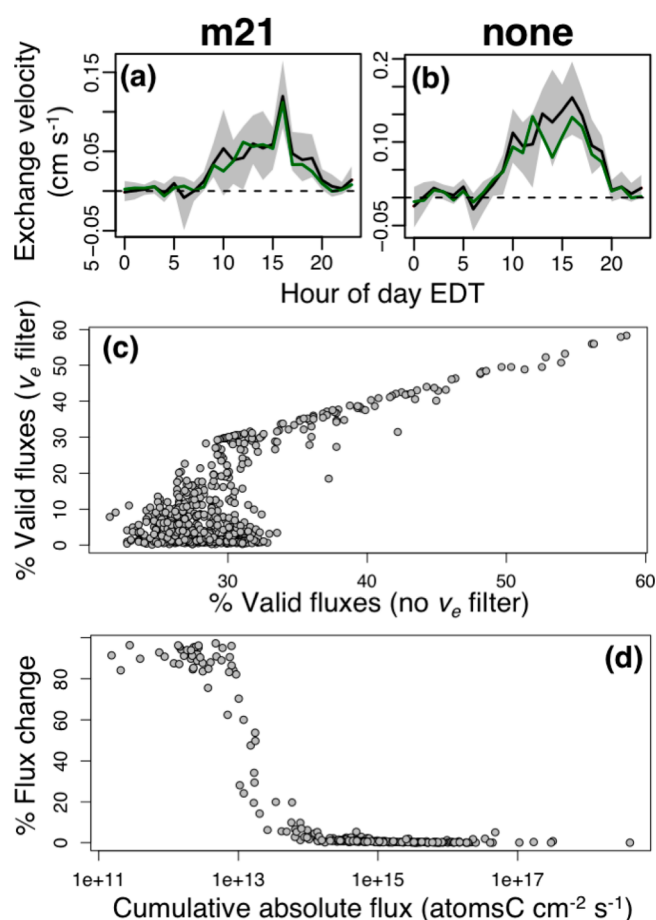 m21 none
(a) (b)
Exchange velocity
(cm s⁻¹)
5−0.05 0.05 0.15
−0.05 0.10 0.2
0 5 10 15 20 0 5 10 15 20
Hour of day EDT
(c)
% Valid fluxes (vₑ filter)
0 10 20 30 40 50 60
30 40 50 60
% Valid fluxes (no vₑ filter)
(d)
% Flux change
0 20 40 60 80
1e+11 1e+13 1e+15 1e+17
Cumulative absolute flux (atomsC cm⁻² s⁻¹)